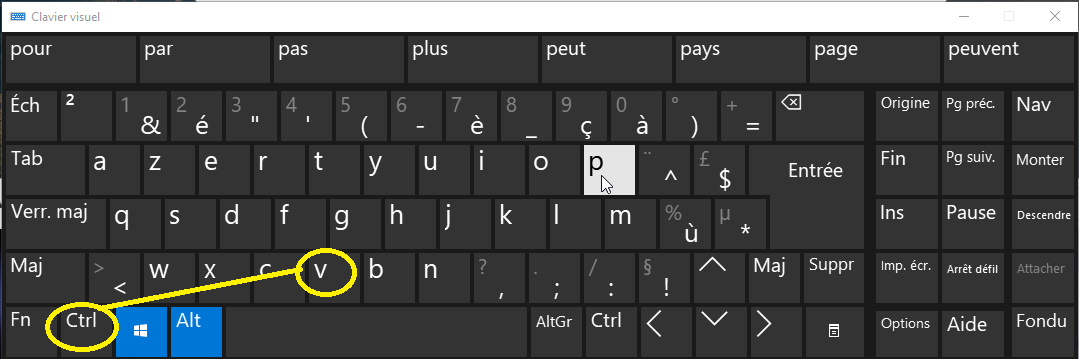 Clavier visuel
pour par pas plus peut pays page peuvent
Éch ² 1 & 2 é 3 " 4 ' 5 ( 6 - 7 è 8 _ 9 ç 0 à ° ) + = Origine Pg préc. Nav
Tab a z e r t y u i o p ¨ ^ £ $ Entrée Fin Pg suiv. Monter
Verr. maj q s d f g h j k l m % ù µ * Ins Pause Descendre
Maj > < w x c v b n ? , . ; / : § ! Maj Suppr Imp. écr. Arrêt défil Attacher
Fn Ctrl Alt AltGr Ctrl Options Aide Fondu